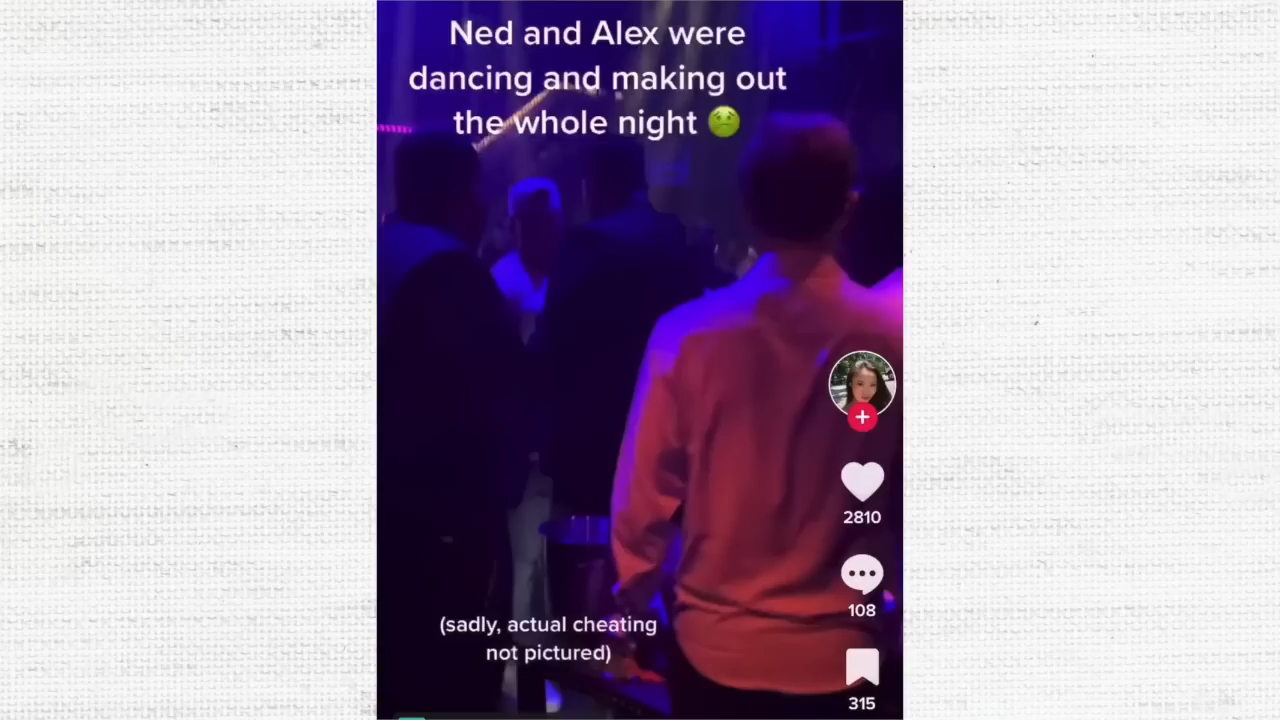 Ned and Alex were
dancing and making out
the whole night 🤢
2810
108
(sadly, actual cheating
not pictured)
315